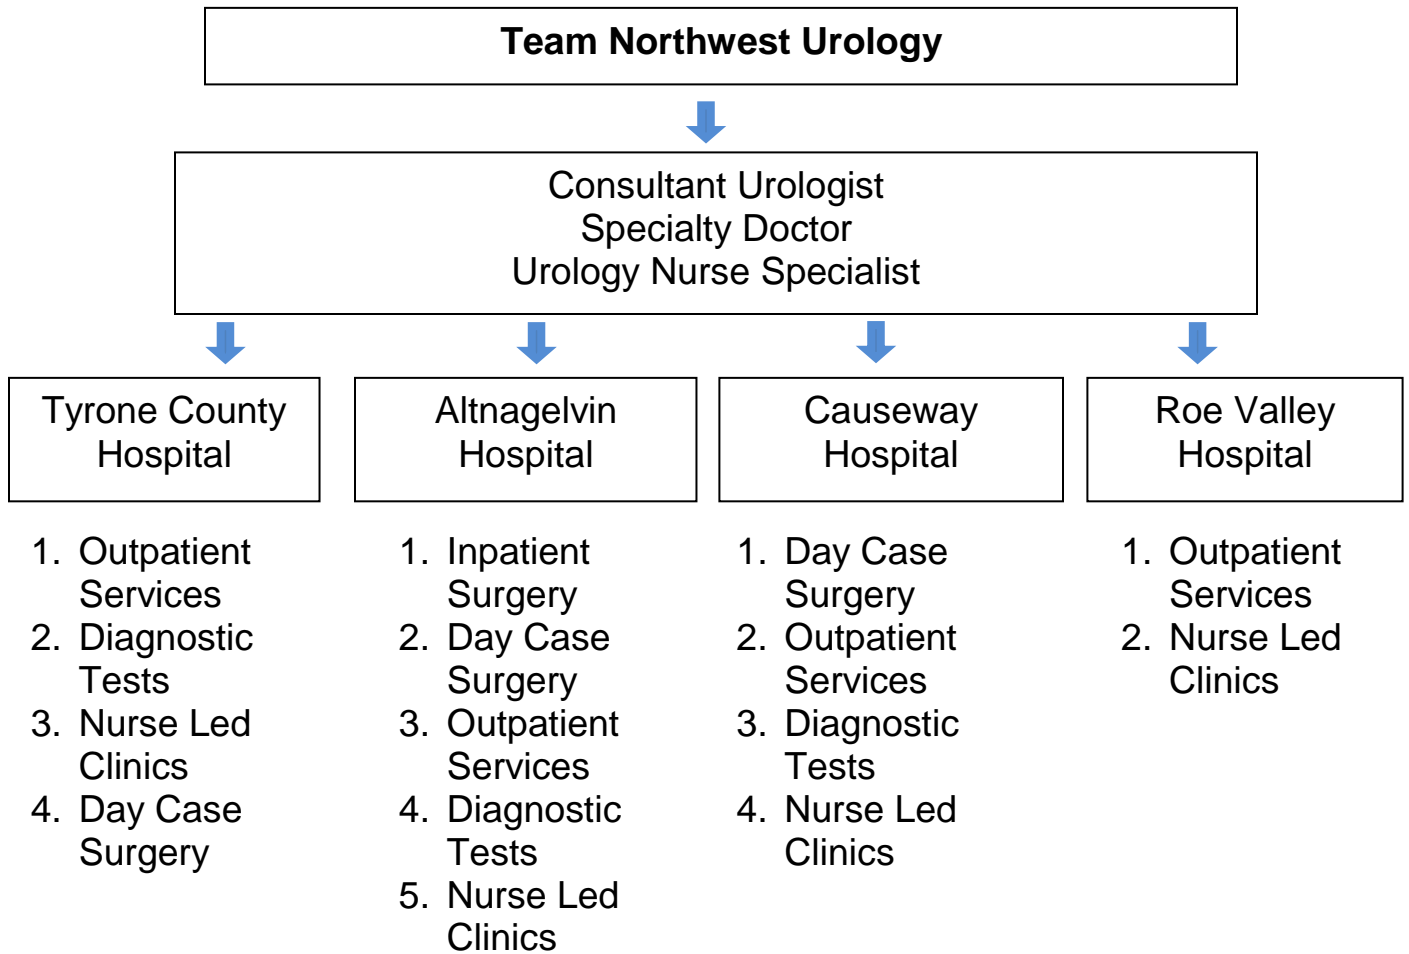 Team Northwest Urology
Consultant Urologist
Specialty Doctor
Urology Nurse Specialist
Tyrone County
Hospital
Altnagelvin
Hospital
Causeway
Hospital
Roe Valley
Hospital
1. Outpatient
Services
2. Diagnostic
Tests
3. Nurse Led
Clinics
4. Day Case
Surgery
1. Inpatient
Surgery
2. Day Case
Surgery
3. Outpatient
Services
4. Diagnostic
Tests
5. Nurse Led
Clinics
1. Day Case
Surgery
2. Outpatient
Services
3. Diagnostic
Tests
4. Nurse Led
Clinics
1. Outpatient
Services
2. Nurse Led
Clinics